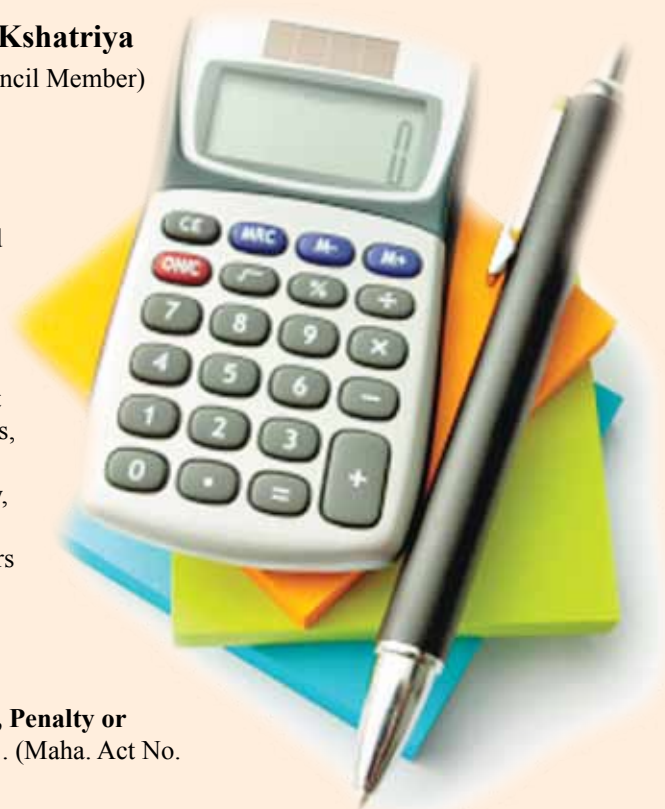 Kshatriya
ncil Member)
s,
rs
, Penalty or
. (Maha. Act No.
0
CE MRC M- M+
ON/C √ % ÷
7 8 9 ×
4 5 6 −
1 2 3
0 . = +